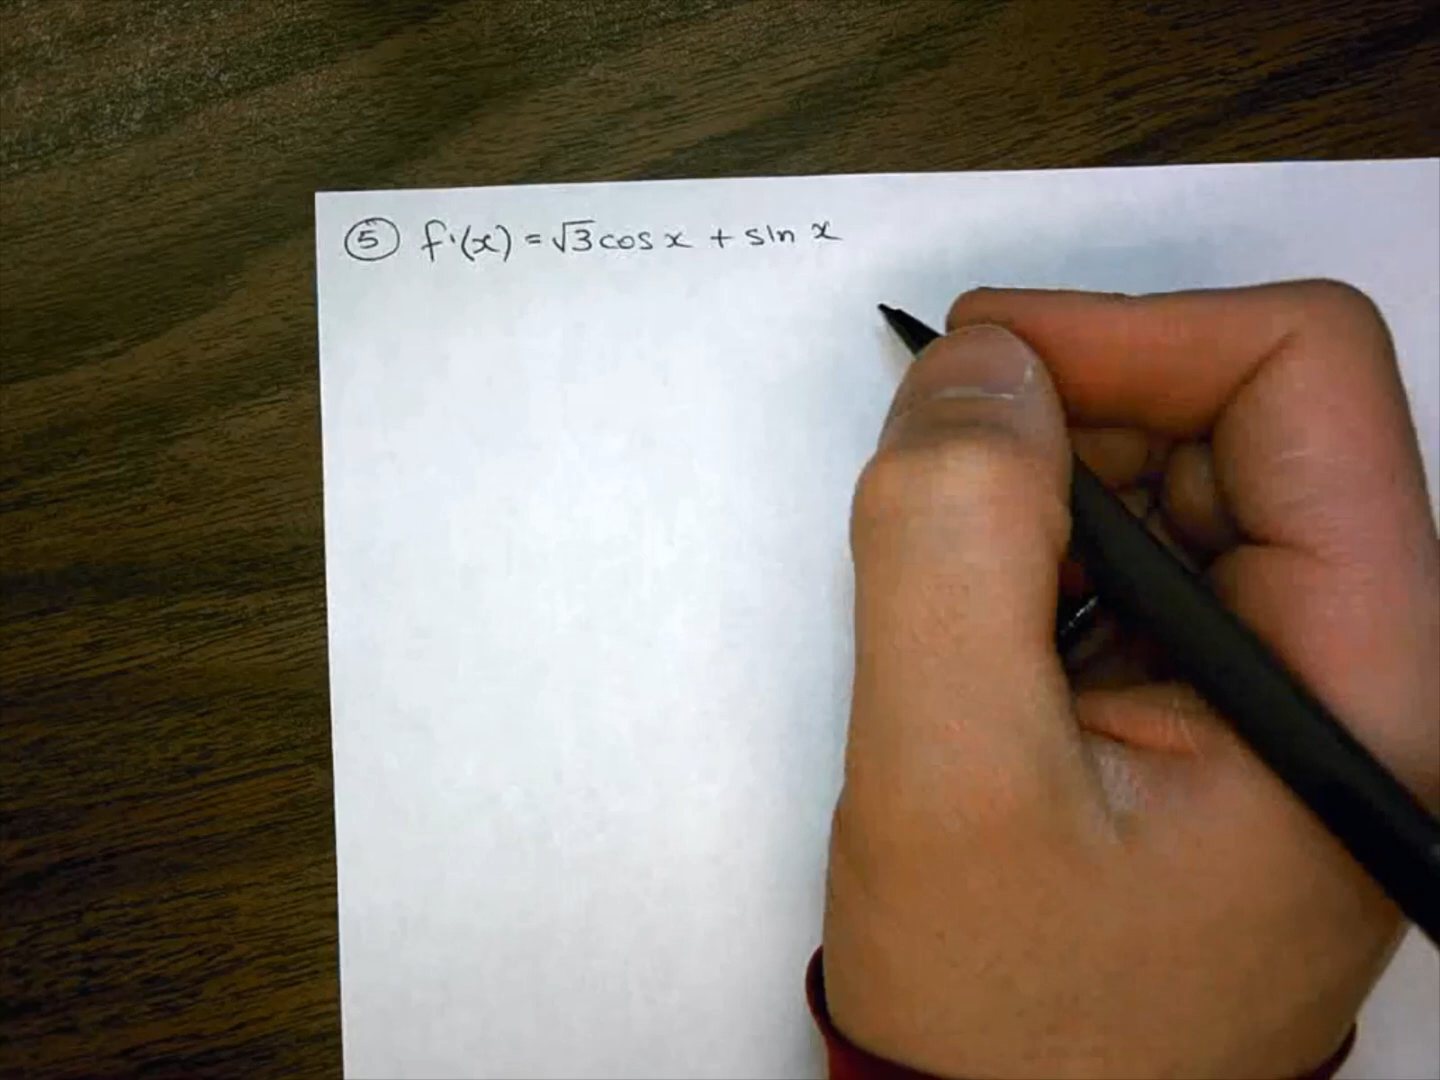 ⑤ f'(x) = √3 cos x + sin x